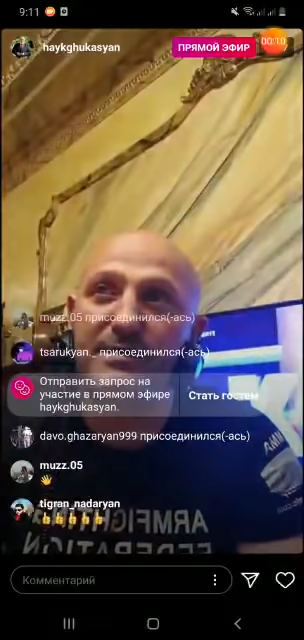 9:11
haykghukasyan
ПРЯМОЙ ЭФИР
00:10
muzz.05 присоединился(-ась)
tsarukyan._ присоединился(-ась)
Отправить запрос на
участие в прямом эфире
haykghukasyan.
Стать гостем
davo.ghazaryan999 присоединился(-ась)
muzz.05
👋
tigran_nadaryan
ARMFIGHTING
FEDERATION
Комментарий